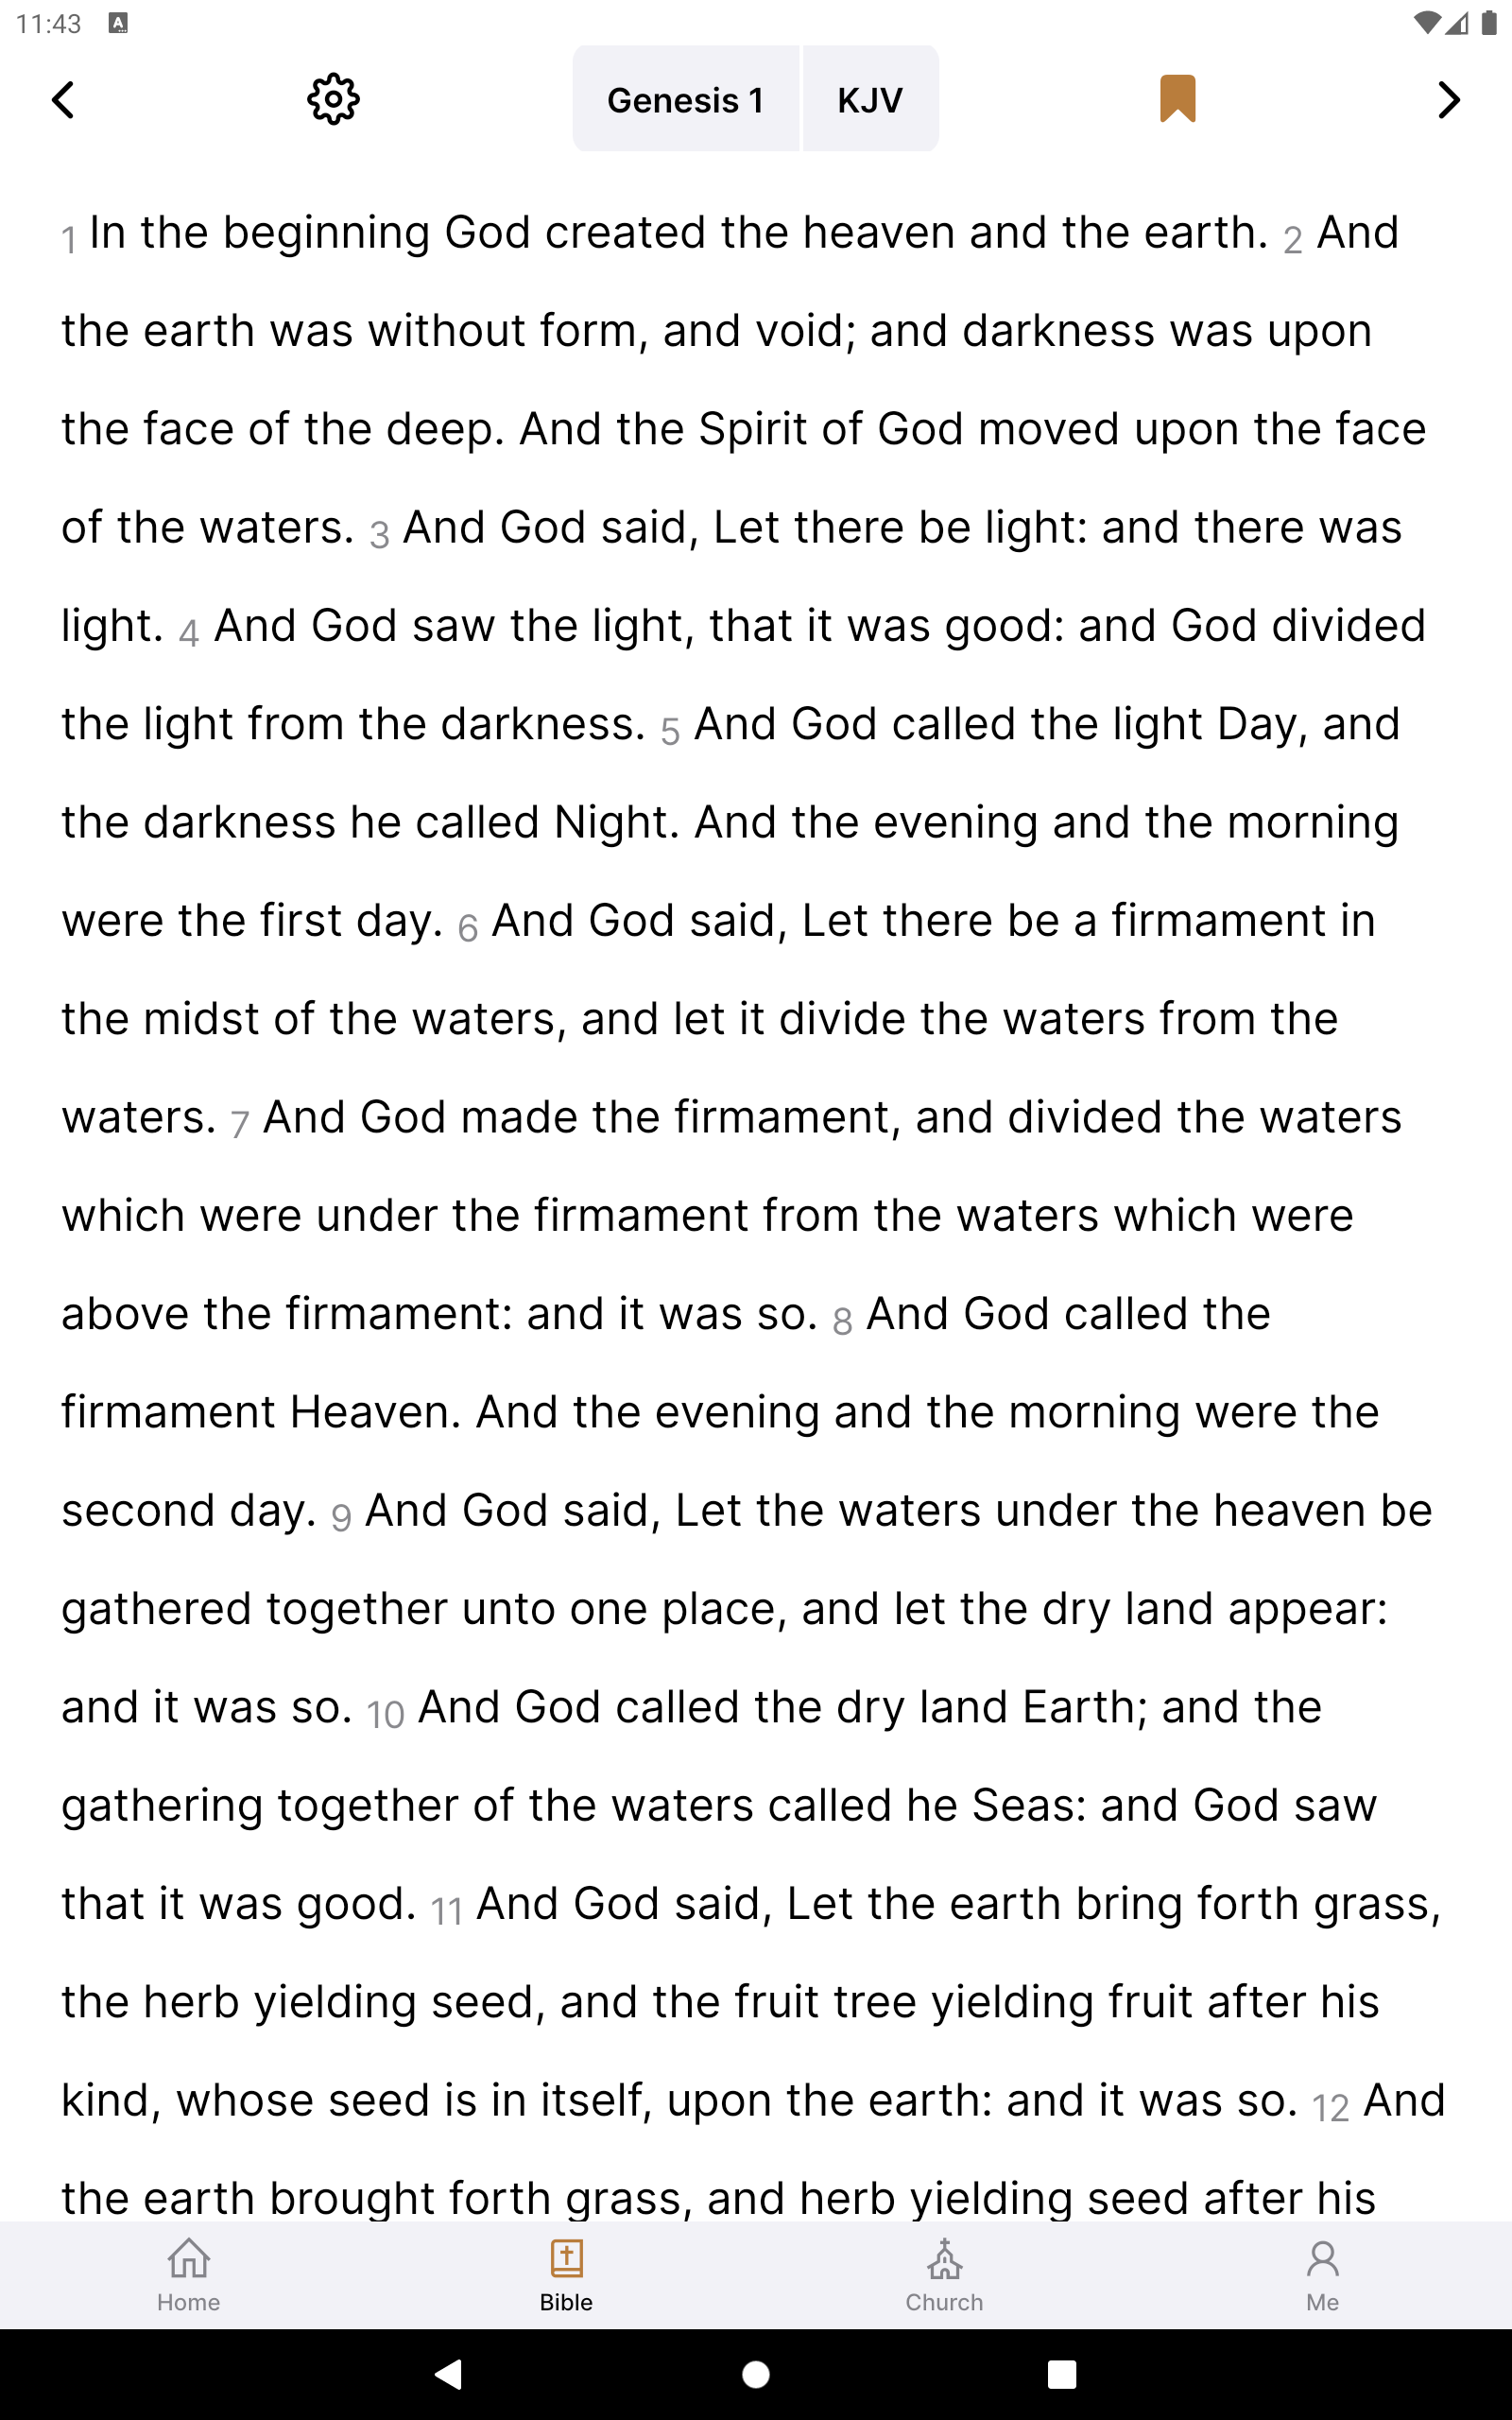 11:43
A
Genesis 1 KJV
1 In the beginning God created the heaven and the earth. 2 And
the earth was without form, and void; and darkness was upon
the face of the deep. And the Spirit of God moved upon the face
of the waters. 3 And God said, Let there be light: and there was
light. 4 And God saw the light, that it was good: and God divided
the light from the darkness. 5 And God called the light Day, and
the darkness he called Night. And the evening and the morning
were the first day. 6 And God said, Let there be a firmament in
the midst of the waters, and let it divide the waters from the
waters. 7 And God made the firmament, and divided the waters
which were under the firmament from the waters which were
above the firmament: and it was so. 8 And God called the
firmament Heaven. And the evening and the morning were the
second day. 9 And God said, Let the waters under the heaven be
gathered together unto one place, and let the dry land appear:
and it was so. 10 And God called the dry land Earth; and the
gathering together of the waters called he Seas: and God saw
that it was good. 11 And God said, Let the earth bring forth grass,
the herb yielding seed, and the fruit tree yielding fruit after his
kind, whose seed is in itself, upon the earth: and it was so. 12 And
the earth brought forth grass, and herb yielding seed after his
Home Bible Church Me